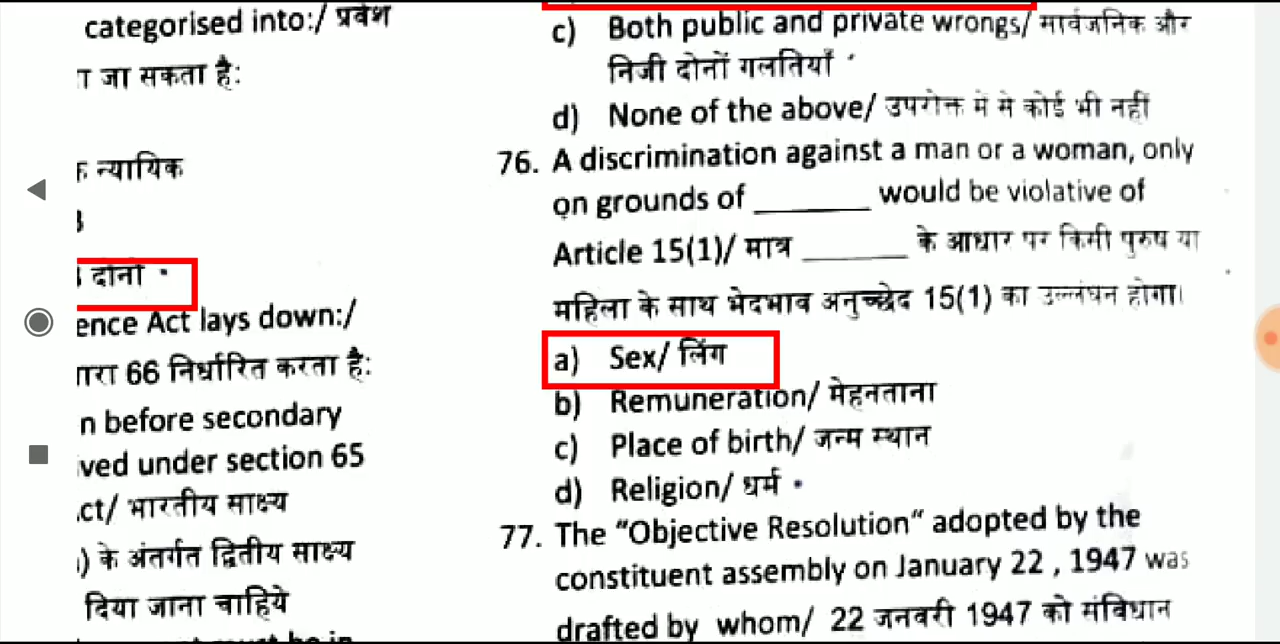 categorised into:/ प्रवेश
ा जा सकता है:
क न्यायिक
दोनों
ence Act lays down:/
ारा 66 निर्धारित करता है:
n before secondary
ved under section 65
ct/ भारतीय साक्ष्य
) के अंतर्गत द्वितीय साक्ष्य
दिया जाना चाहिये
c) Both public and private wrongs/ सार्वजनिक और
निजी दोनों गलतियाँ
d) None of the above/ उपरोक्त में से कोई भी नहीं
76. A discrimination against a man or a woman, only
on grounds of ________ would be violative of
Article 15(1)/ मात्र ________ के आधार पर किसी पुरुष या
महिला के साथ भेदभाव अनुच्छेद 15(1) का उल्लंघन होगा।
a) Sex/ लिंग
b) Remuneration/ मेहनताना
c) Place of birth/ जन्म स्थान
d) Religion/ धर्म
77. The “Objective Resolution“ adopted by the
constituent assembly on January 22 , 1947 was
drafted by whom/ 22 जनवरी 1947 को संविधान